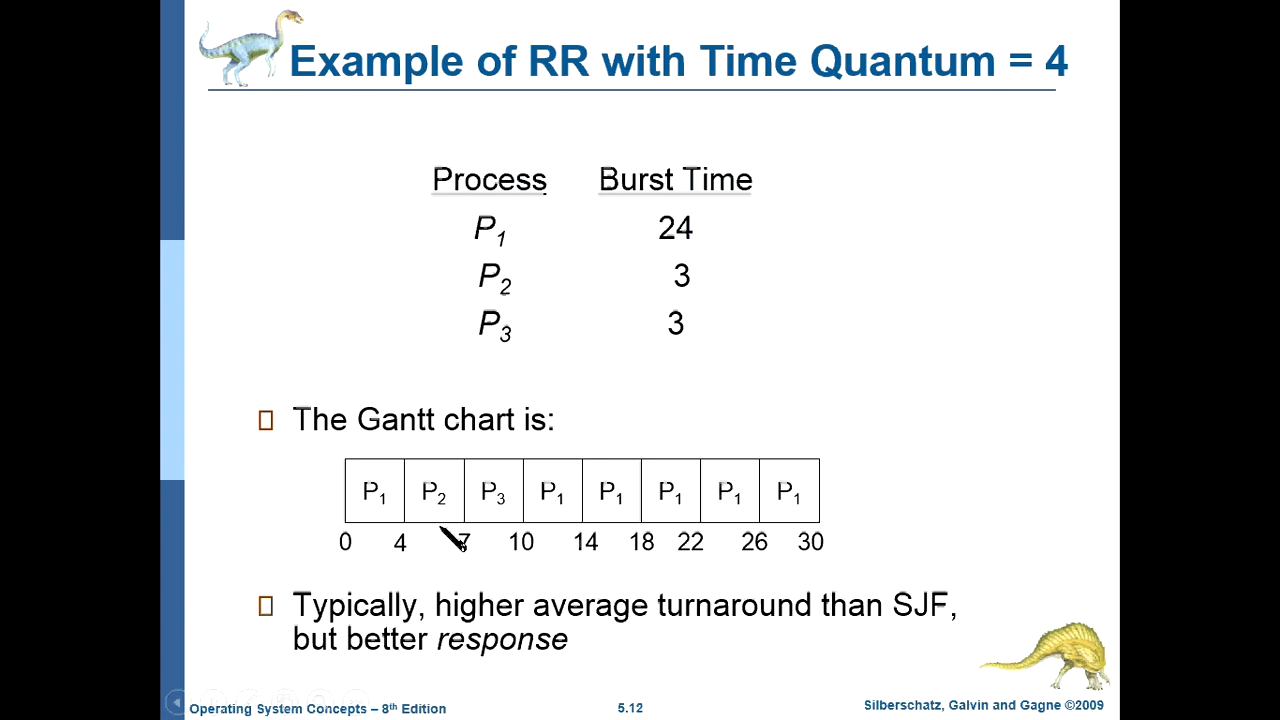 Example of RR with Time Quantum = 4
Process Burst Time
P1 24
P2 3
P3 3
The Gantt chart is:
P1 P2 P3 P1 P1 P1 P1 P1
0 4 7 10 14 18 22 26 30
Typically, higher average turnaround than SJF,
but better response
Operating System Concepts – 8th Edition 5.12 Silberschatz, Galvin and Gagne ©2009